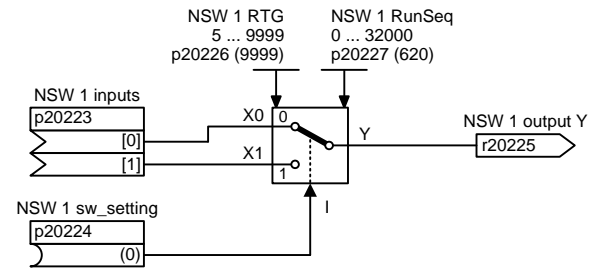 NSW 1 RTG
5 ... 9999
p20226 (9999)
NSW 1 RunSeq
0 ... 32000
p20227 (620)
NSW 1 inputs
p20223
[0]
[1]
X0
0
X1
1
Y
I
NSW 1 output Y
r20225
NSW 1 sw_setting
p20224
(0)